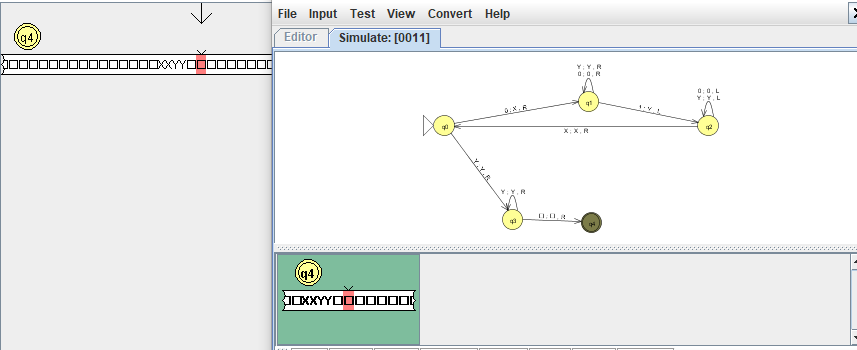 File Input Test View Convert Help
Editor Simulate: [0011]
q4
XXYY
Y; Y, R
0; 0, R
q1
0; X, R
1; Y, L
0; 0, L
Y; Y, L
q0
q2
X; X, R
Y; Y, R
Y; Y, R
q3
□; □, R
q4
q4
XXYY